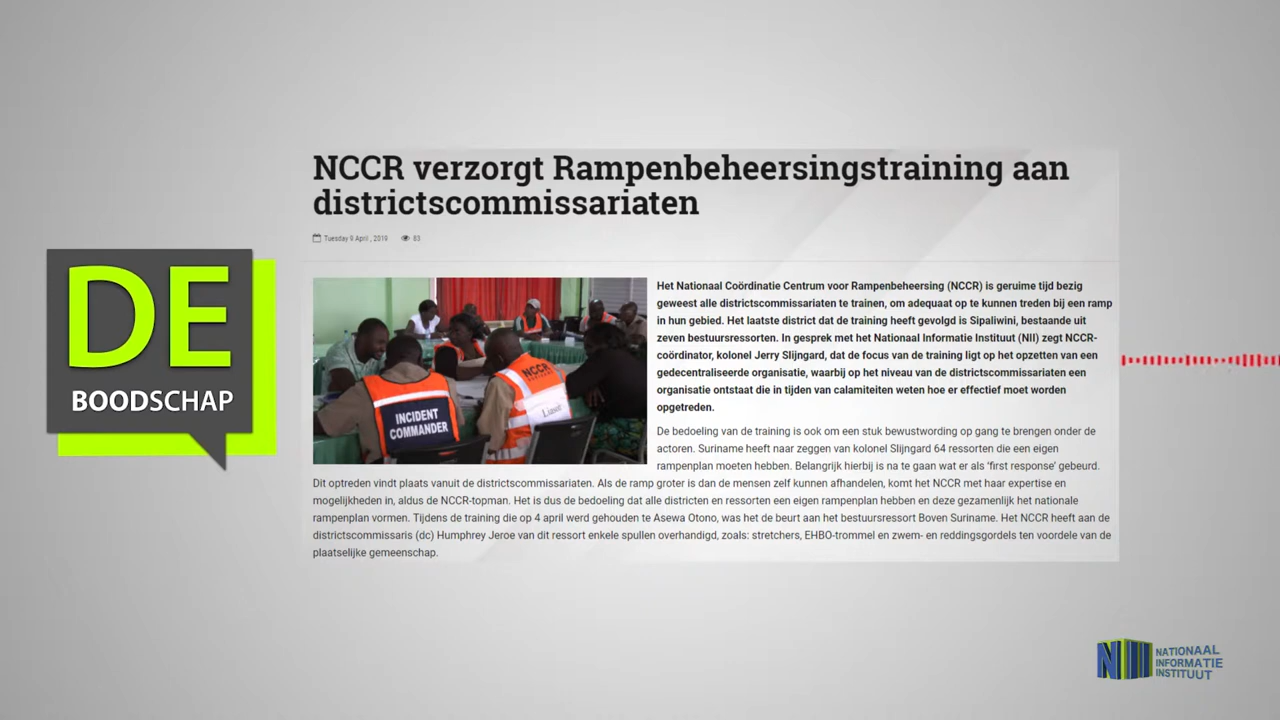 DE
BOODSCHAP
NCCR verzorgt Rampenbeheersingstraining aan
districtscommissariaten
Tuesday 9 April , 2019 83
INCIDENT
COMMANDER
NCCR
Liaison
Het Nationaal Coördinatie Centrum voor Rampenbeheersing (NCCR) is geruime tijd bezig
geweest alle districtscommissariaten te trainen, om adequaat op te kunnen treden bij een ramp
in hun gebied. Het laatste district dat de training heeft gevolgd is Sipaliwini, bestaande uit
zeven bestuursressorten. In gesprek met het Nationaal Informatie Instituut (NII) zegt NCCR-
coördinator, kolonel Jerry Slijngard, dat de focus van de training ligt op het opzetten van een
gedecentraliseerde organisatie, waarbij op het niveau van de districtscommissariaten een
organisatie ontstaat die in tijden van calamiteiten weten hoe er effectief moet worden
opgetreden.
De bedoeling van de training is ook om een stuk bewustwording op gang te brengen onder de
actoren. Suriname heeft naar zeggen van kolonel Slijngard 64 ressorten die een eigen
rampenplan moeten hebben. Belangrijk hierbij is na te gaan wat er als ‘first response’ gebeurd.
Dit optreden vindt plaats vanuit de districtscommissariaten. Als de ramp groter is dan de mensen zelf kunnen afhandelen, komt het NCCR met haar expertise en
mogelijkheden in, aldus de NCCR-topman. Het is dus de bedoeling dat alle districten en ressorten een eigen rampenplan hebben en deze gezamenlijk het nationale
rampenplan vormen. Tijdens de training die op 4 april werd gehouden te Asewa Otono, was het de beurt aan het bestuursressort Boven Suriname. Het NCCR heeft aan de
districtscommissaris (dc) Humphrey Jeroe van dit ressort enkele spullen overhandigd, zoals: stretchers, EHBO-trommel en zwem- en reddingsgordels ten voordele van de
plaatselijke gemeenschap.
NII
NATIONAAL
INFORMATIE
INSTITUUT